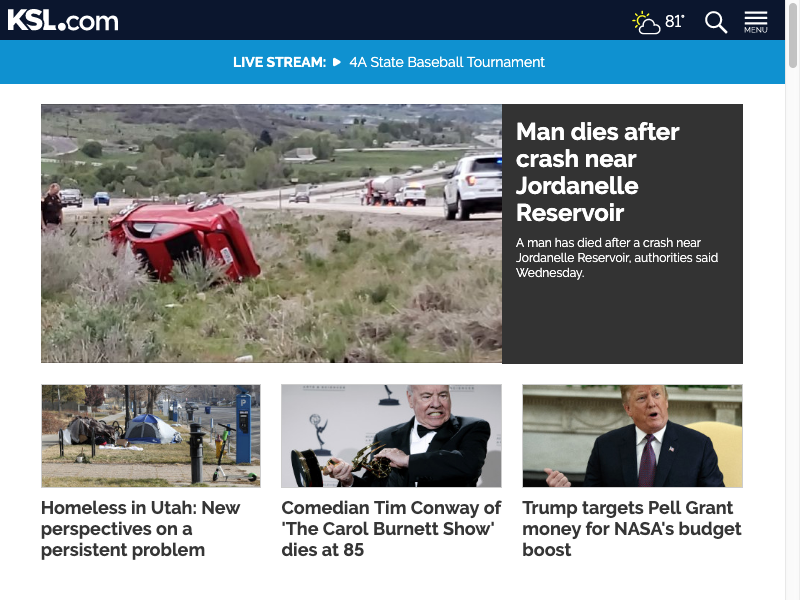 KSL.com
81°
MENU
LIVE STREAM: 4A State Baseball Tournament
Man dies after
crash near
Jordanelle
Reservoir
A man has died after a crash near
Jordanelle Reservoir, authorities said
Wednesday.
P
Homeless in Utah: New
perspectives on a
persistent problem
Comedian Tim Conway of
'The Carol Burnett Show'
dies at 85
Trump targets Pell Grant
money for NASA's budget
boost